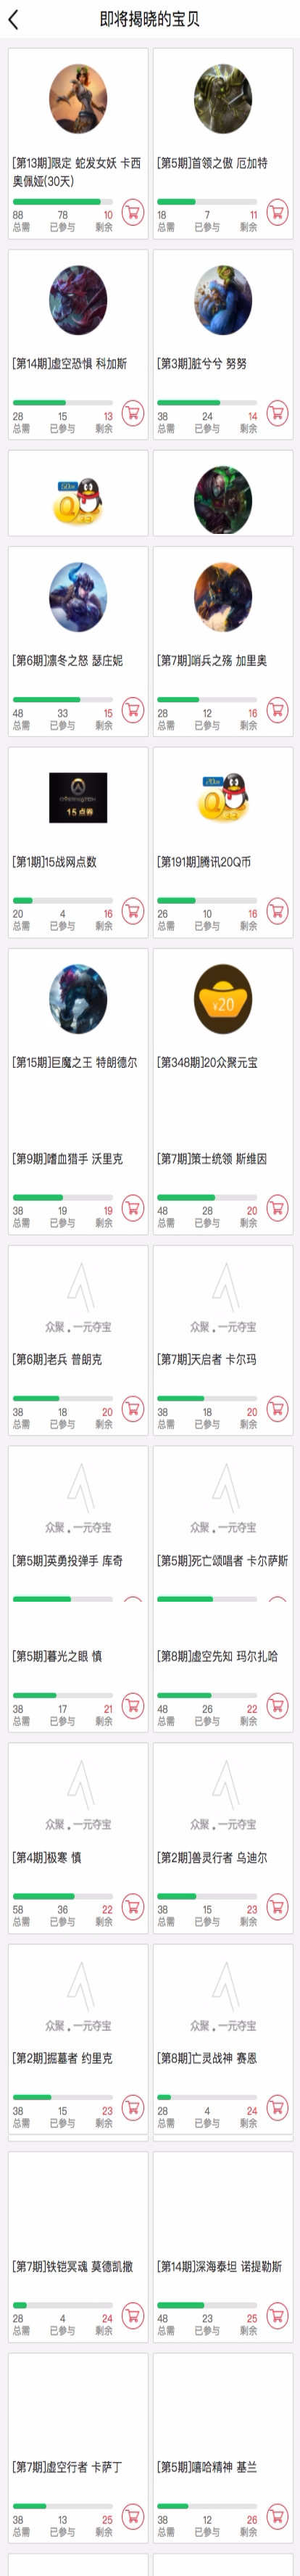 即将揭晓的宝贝
[第13期]限定 蛇发女妖 卡西
奥佩娅(30天)
88 78 10
总需 已参与 剩余
[第5期]首领之傲 厄加特
18 7 11
总需 已参与 剩余
[第14期]虚空恐惧 科加斯
28 15 13
总需 已参与 剩余
[第3期]脏兮兮 努努
38 24 14
总需 已参与 剩余
[第6期]凛冬之怒 瑟庄妮
48 33 15
总需 已参与 剩余
[第7期]哨兵之殇 加里奥
28 12 16
总需 已参与 剩余
15点券
[第1期]15战网点数
20 4 16
总需 已参与 剩余
[第191期]腾讯20Q币
26 10 16
总需 已参与 剩余
[第15期]巨魔之王 特朗德尔
¥20
[第348期]20众聚元宝
[第9期]嗜血猎手 沃里克
38 19 19
总需 已参与 剩余
[第7期]策士统领 斯维因
48 28 20
总需 已参与 剩余
众聚.一元夺宝
[第6期]老兵 普朗克
38 18 20
总需 已参与 剩余
众聚.一元夺宝
[第7期]天启者 卡尔玛
38 18 20
总需 已参与 剩余
众聚.一元夺宝
[第5期]英勇投弹手 库奇
众聚.一元夺宝
[第5期]死亡颂唱者 卡尔萨斯
[第5期]暮光之眼 慎
38 17 21
总需 已参与 剩余
[第8期]虚空先知 玛尔扎哈
48 26 22
总需 已参与 剩余
众聚.一元夺宝
[第4期]极寒 慎
58 36 22
总需 已参与 剩余
众聚.一元夺宝
[第2期]兽灵行者 乌迪尔
38 15 23
总需 已参与 剩余
众聚.一元夺宝
[第2期]掘墓者 约里克
38 15 23
总需 已参与 剩余
众聚.一元夺宝
[第8期]亡灵战神 赛恩
28 4 24
总需 已参与 剩余
[第7期]铁铠冥魂 莫德凯撒
28 4 24
总需 已参与 剩余
[第14期]深海泰坦 诺提勒斯
48 23 25
总需 已参与 剩余
[第7期]虚空行者 卡萨丁
38 13 25
总需 已参与 剩余
[第5期]嘻哈精神 基兰
38 12 26
总需 已参与 剩余